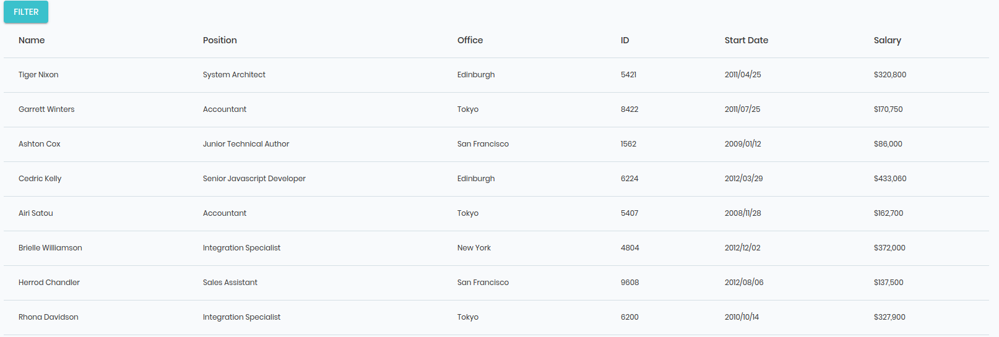 FILTER
Name Position Office ID Start Date Salary
Tiger Nixon System Architect Edinburgh 5421 2011/04/25 $320,800
Garrett Winters Accountant Tokyo 8422 2011/07/25 $170,750
Ashton Cox Junior Technical Author San Francisco 1562 2009/01/12 $86,000
Cedric Kelly Senior Javascript Developer Edinburgh 6224 2012/03/29 $433,060
Airi Satou Accountant Tokyo 5407 2008/11/28 $162,700
Brielle Williamson Integration Specialist New York 4804 2012/12/02 $372,000
Herrod Chandler Sales Assistant San Francisco 9608 2012/08/06 $137,500
Rhona Davidson Integration Specialist Tokyo 6200 2010/10/14 $327,900